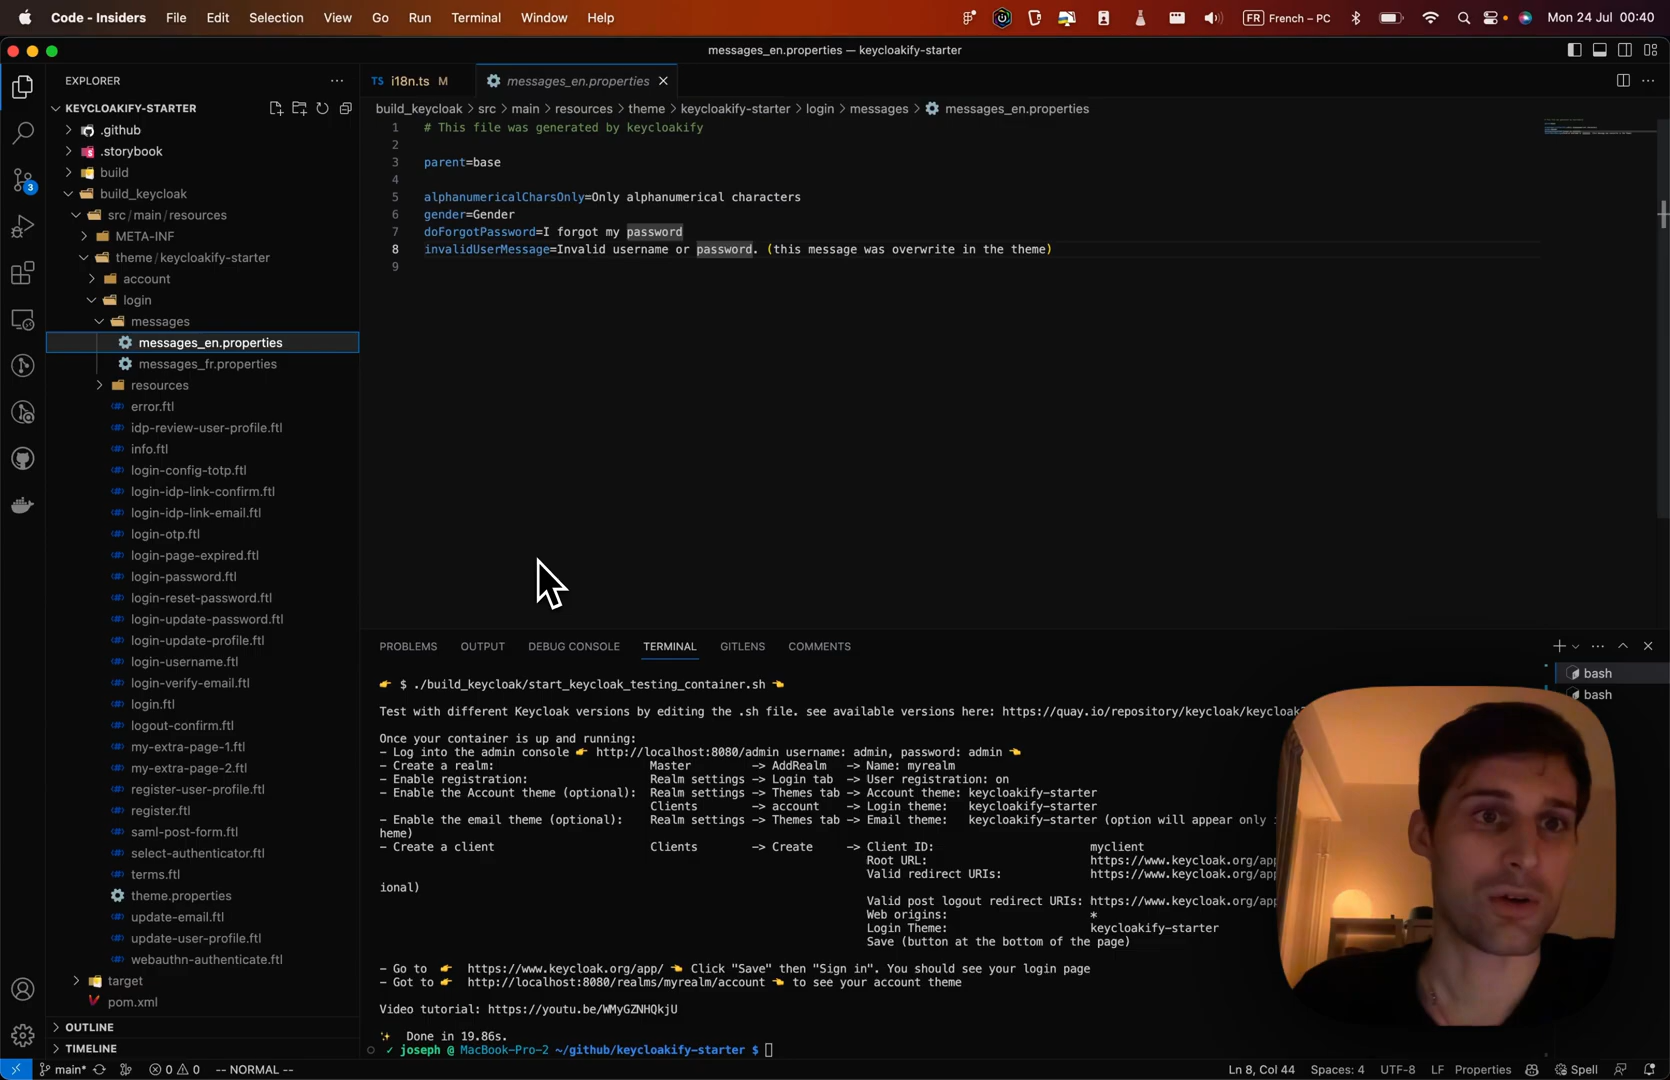 Code - Insiders File Edit Selection View Go Run Terminal Window Help
FR French – PC Mon 24 Jul 00:40
messages_en.properties — keycloakify-starter
EXPLORER
KEYCLOAKIFY-STARTER
.github
.storybook
build
build_keycloak
src/main/resources
META-INF
theme/keycloakify-starter
account
login
messages
messages_en.properties
messages_fr.properties
resources
error.ftl
idp-review-user-profile.ftl
info.ftl
login-config-totp.ftl
login-idp-link-confirm.ftl
login-idp-link-email.ftl
login-otp.ftl
login-page-expired.ftl
login-password.ftl
login-reset-password.ftl
login-update-password.ftl
login-update-profile.ftl
login-username.ftl
login-verify-email.ftl
login.ftl
logout-confirm.ftl
my-extra-page-1.ftl
my-extra-page-2.ftl
register-user-profile.ftl
register.ftl
saml-post-form.ftl
select-authenticator.ftl
terms.ftl
theme.properties
update-email.ftl
update-user-profile.ftl
webauthn-authenticate.ftl
target
pom.xml
OUTLINE
TIMELINE
3
TS i18n.ts M messages_en.properties
build_keycloak > src > main > resources > theme > keycloakify-starter > login > messages > messages_en.properties
1 # This file was generated by keycloakify
2
3 parent=base
4
5 alphanumericalCharsOnly=Only alphanumerical characters
6 gender=Gender
7 doForgotPassword=I forgot my password
8 invalidUserMessage=Invalid username or password. (this message was overwrite in the theme)
9
PROBLEMS OUTPUT DEBUG CONSOLE TERMINAL GITLENS COMMENTS
bash
bash
👉 $ ./build_keycloak/start_keycloak_testing_container.sh 👈
Test with different Keycloak versions by editing the .sh file. see available versions here: https://quay.io/repository/keycloak/keycloak
Once your container is up and running:
- Log into the admin console 👉 http://localhost:8080/admin username: admin, password: admin 👈
- Create a realm: Master -> AddRealm -> Name: myrealm
- Enable registration: Realm settings -> Login tab -> User registration: on
- Enable the Account theme (optional): Realm settings -> Themes tab -> Account theme: keycloakify-starter
Clients -> account -> Login theme: keycloakify-starter
- Enable the email theme (optional): Realm settings -> Themes tab -> Email theme: keycloakify-starter (option will appear only
heme)
- Create a client Clients -> Create -> Client ID: myclient
Root URL: https://www.keycloak.org/app
Valid redirect URIs: https://www.keycloak.org/app
ional)
Valid post logout redirect URIs: https://www.keycloak.org/app
Web origins: *
Login Theme: keycloakify-starter
Save (button at the bottom of the page)
- Go to 👉 https://www.keycloak.org/app/ 👈 Click "Save" then "Sign in". You should see your login page
- Got to 👉 http://localhost:8080/realms/myrealm/account 👈 to see your account theme
Video tutorial: https://youtu.be/WMyGZNHQkjU
✨ Done in 19.86s.
✓ joseph @ MacBook-Pro-2 ~/github/keycloakify-starter $
main* 0 0 -- NORMAL -- Ln 8, Col 44 Spaces: 4 UTF-8 LF Properties Spell